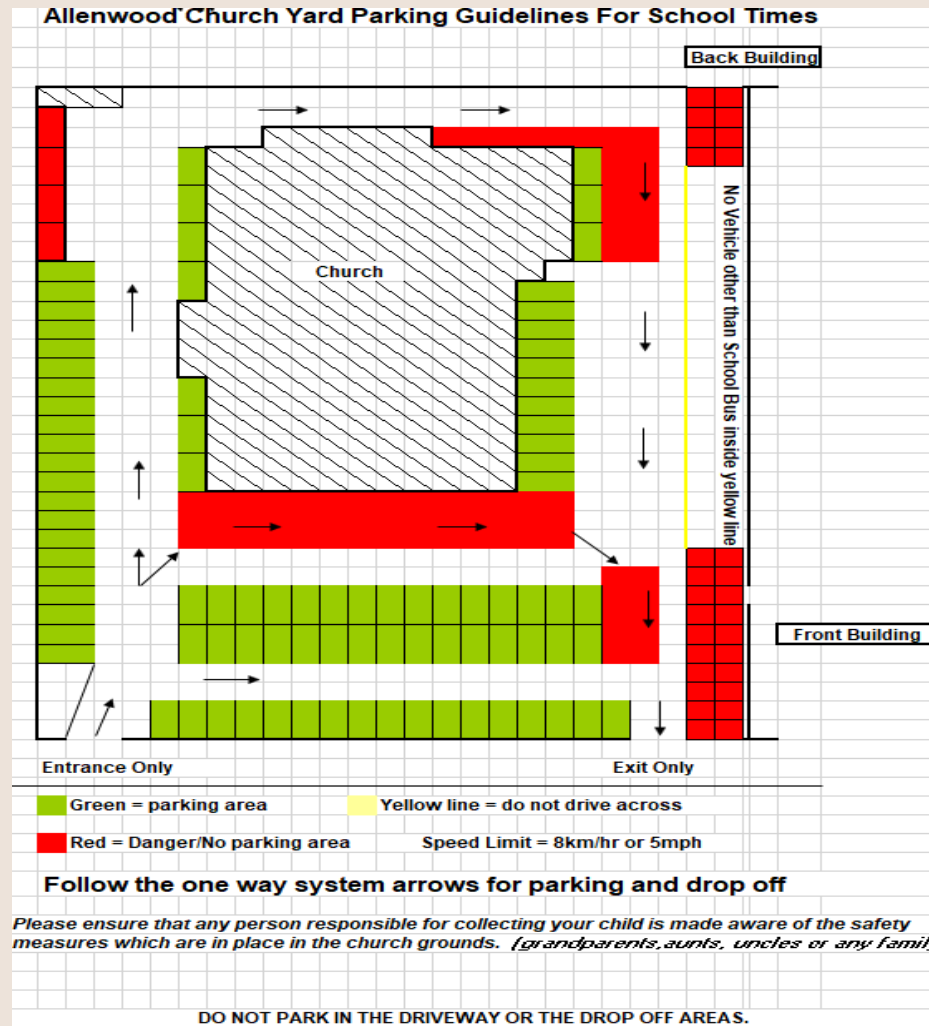 Allenwood Church Yard Parking Guidelines For School Times
Back Building
No Vehicle other than School Bus inside yellow line
Church
Front Building
Entrance Only
Exit Only
Green = parking area
Yellow line = do not drive across
Red = Danger/No parking area
Speed Limit = 8km/hr or 5mph
Follow the one way system arrows for parking and drop off
Please ensure that any person responsible for collecting your child is made aware of the safety
measures which are in place in the church grounds. (grandparents, aunts, uncles or any famil
DO NOT PARK IN THE DRIVEWAY OR THE DROP OFF AREAS.